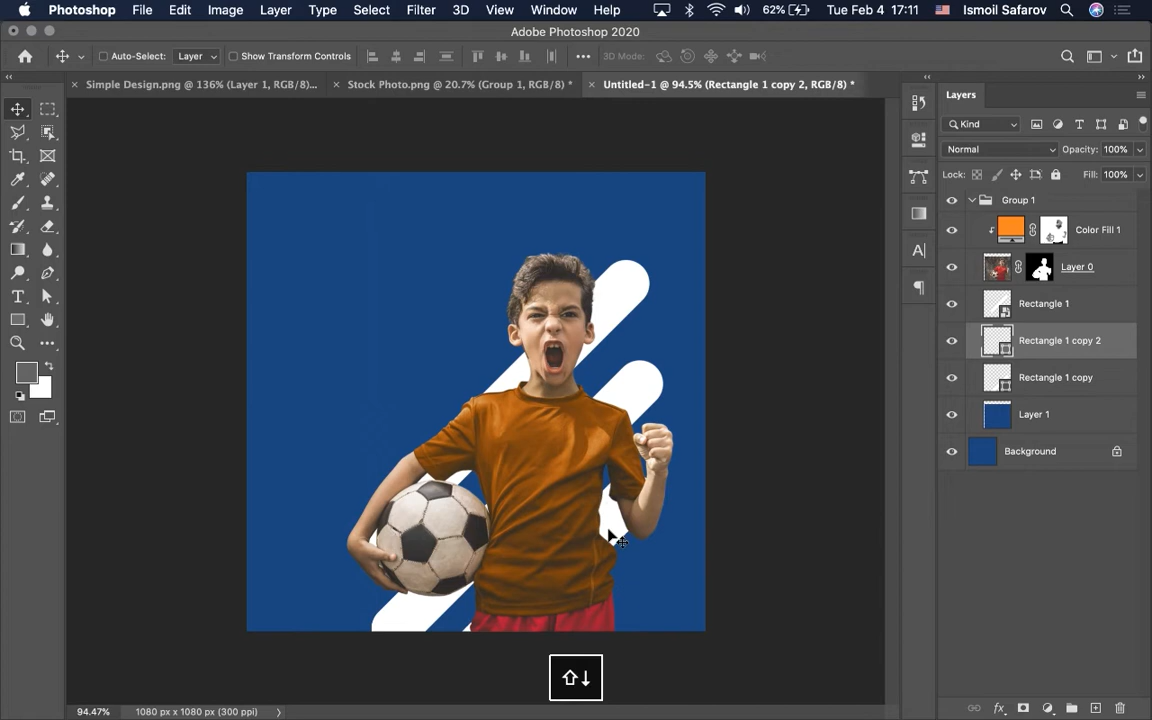 Photoshop File Edit Image Layer Type Select Filter 3D View Window Help 62% Tue Feb 4 17:11 Ismoil Safarov
Adobe Photoshop 2020
Auto-Select: Layer Show Transform Controls 3D Mode:
Simple Design.png @ 136% (Layer 1, RGB/8)... Stock Photo.png @ 20.7% (Group 1, RGB/8) * Untitled-1 @ 94.5% (Rectangle 1 copy 2, RGB/8) *
Layers
Kind
Normal Opacity: 100%
Lock: Fill: 100%
Group 1
Color Fill 1
Layer 0
Rectangle 1
Rectangle 1 copy 2
Rectangle 1 copy
Layer 1
Background
⇧↓
94.47% 1080 px x 1080 px (300 ppi)